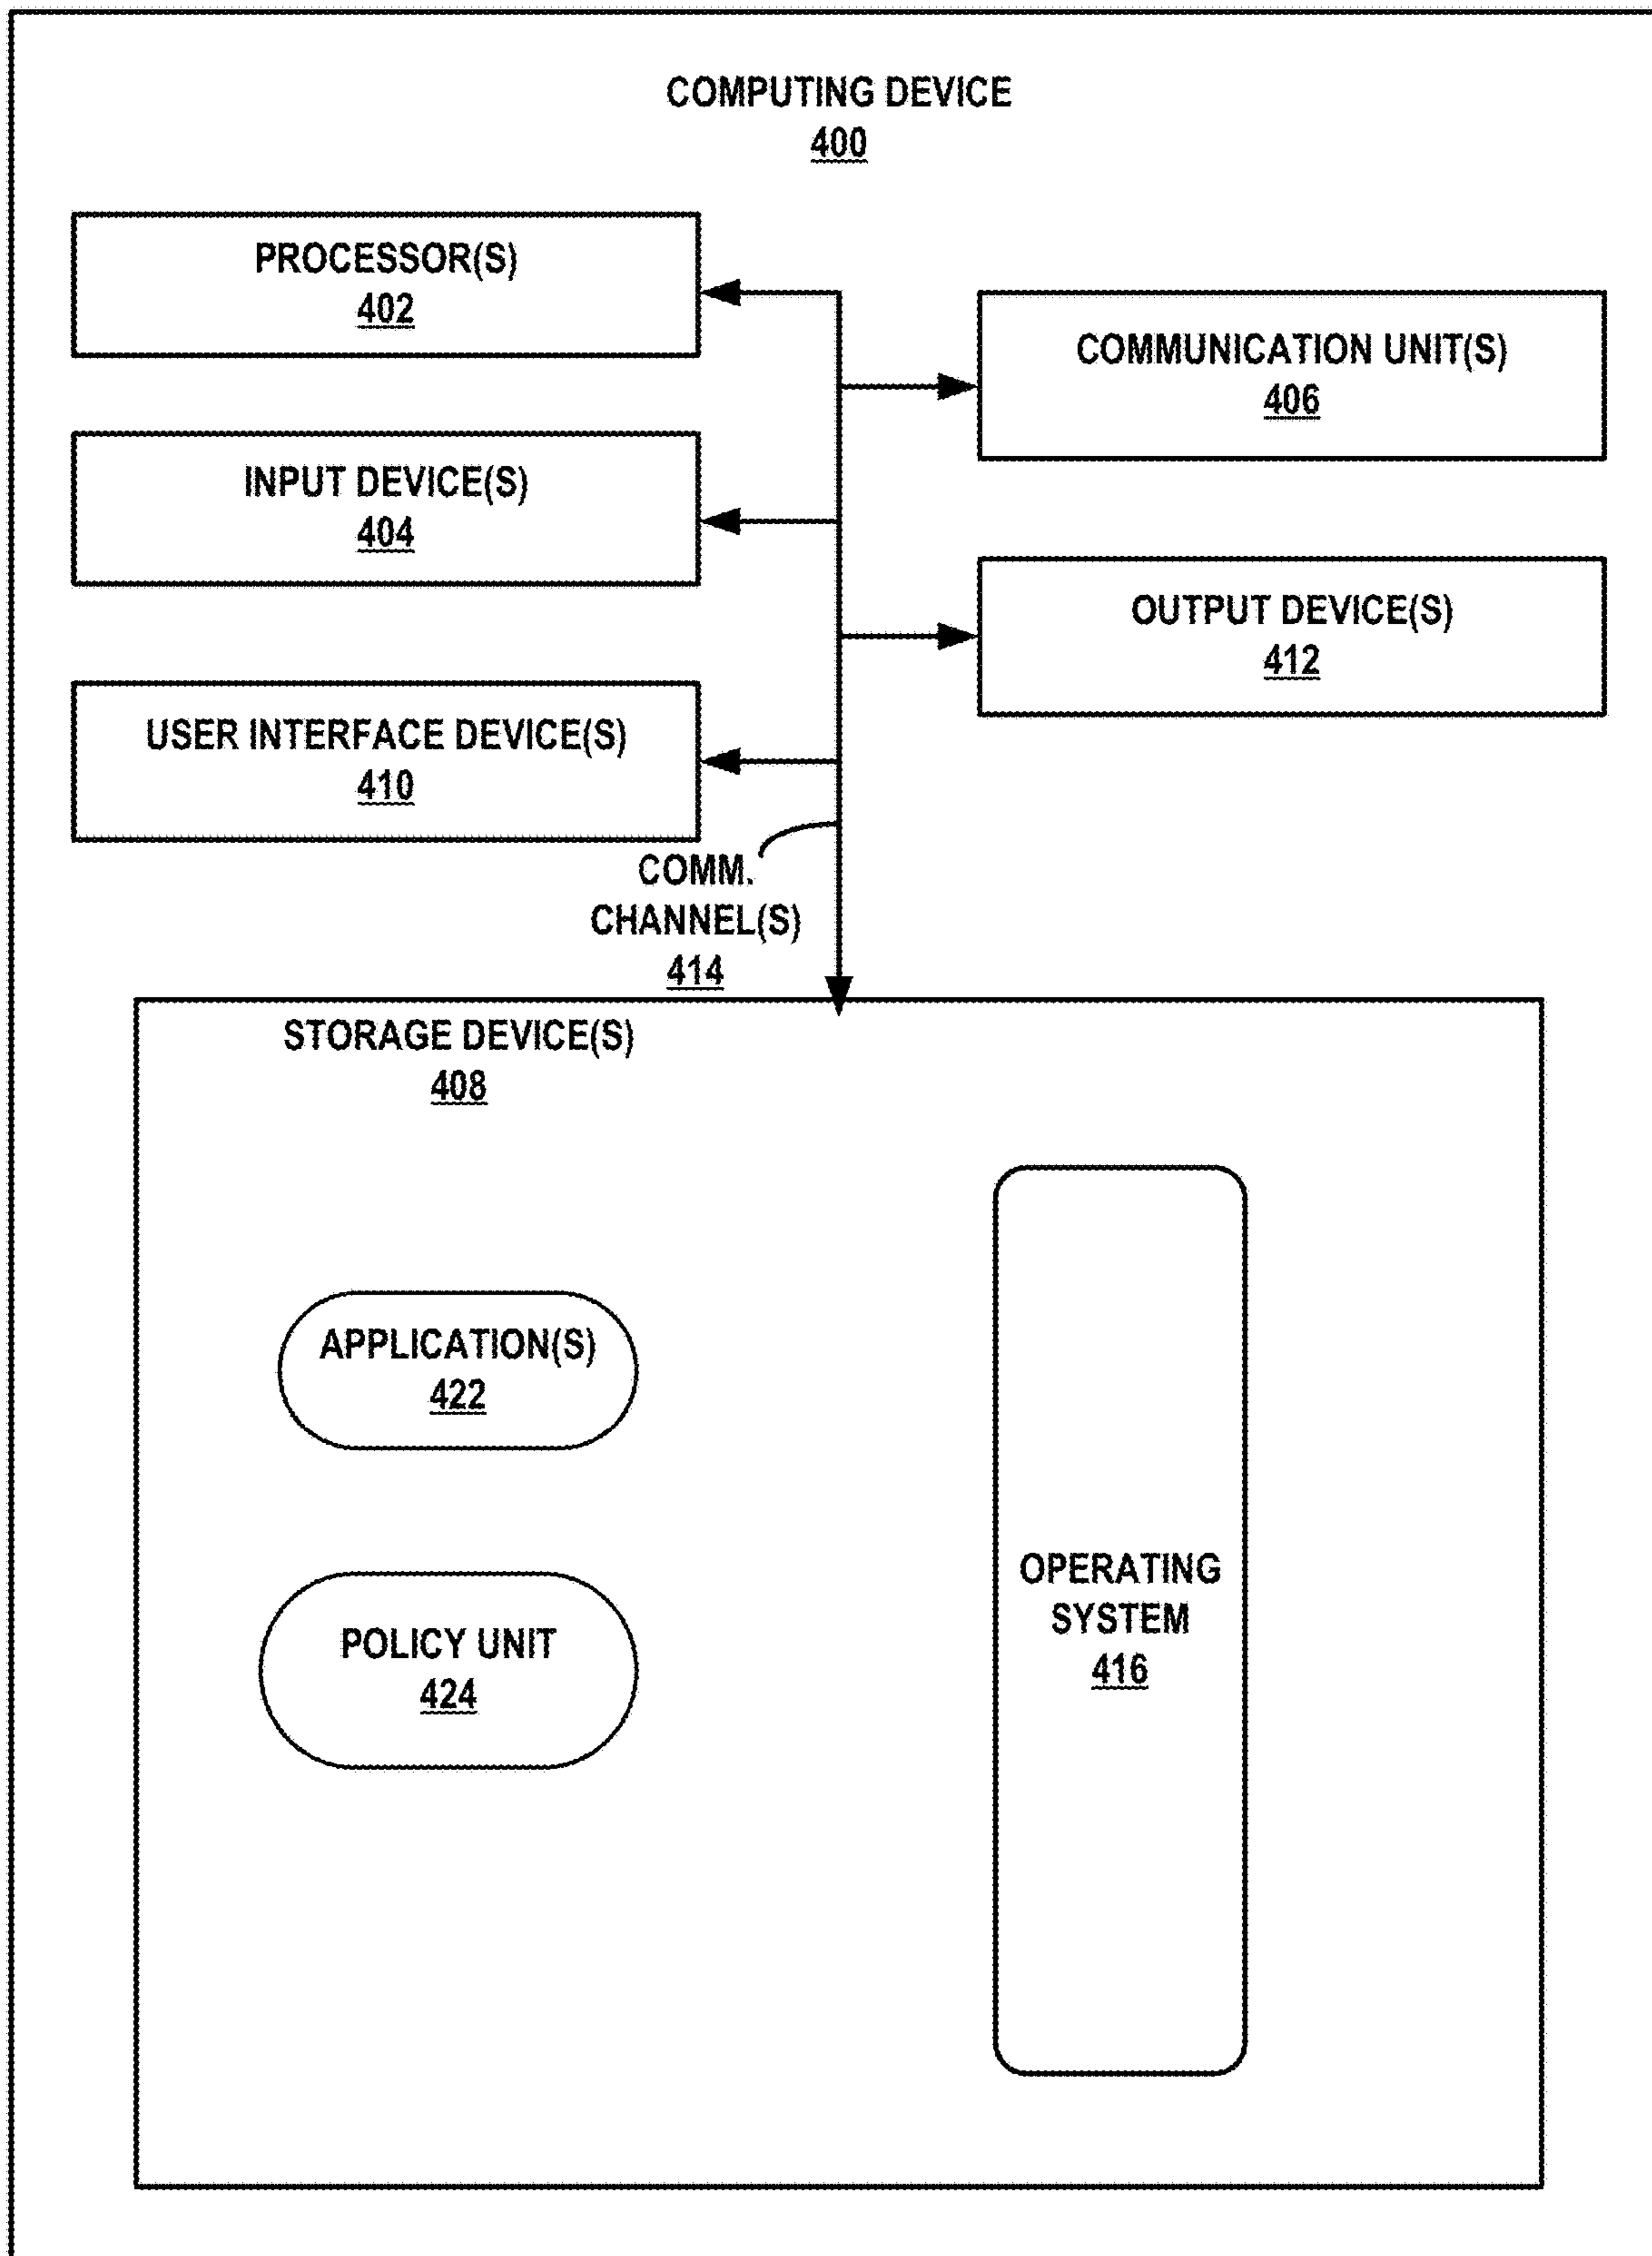 COMPUTING DEVICE
400
PROCESSOR(S)
402
COMMUNICATION UNIT(S)
406
INPUT DEVICE(S)
404
OUTPUT DEVICE(S)
412
USER INTERFACE DEVICE(S)
410
COMM.
CHANNEL(S)
414
STORAGE DEVICE(S)
408
APPLICATION(S)
422
POLICY UNIT
424
OPERATING
SYSTEM
416